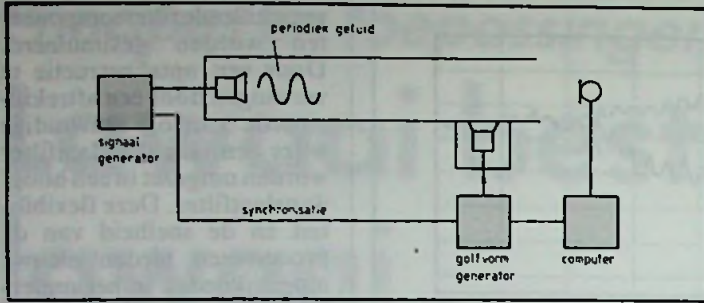 periodiek geluid
signaal
generator
synchronisatie
golfvorm
generator
computer